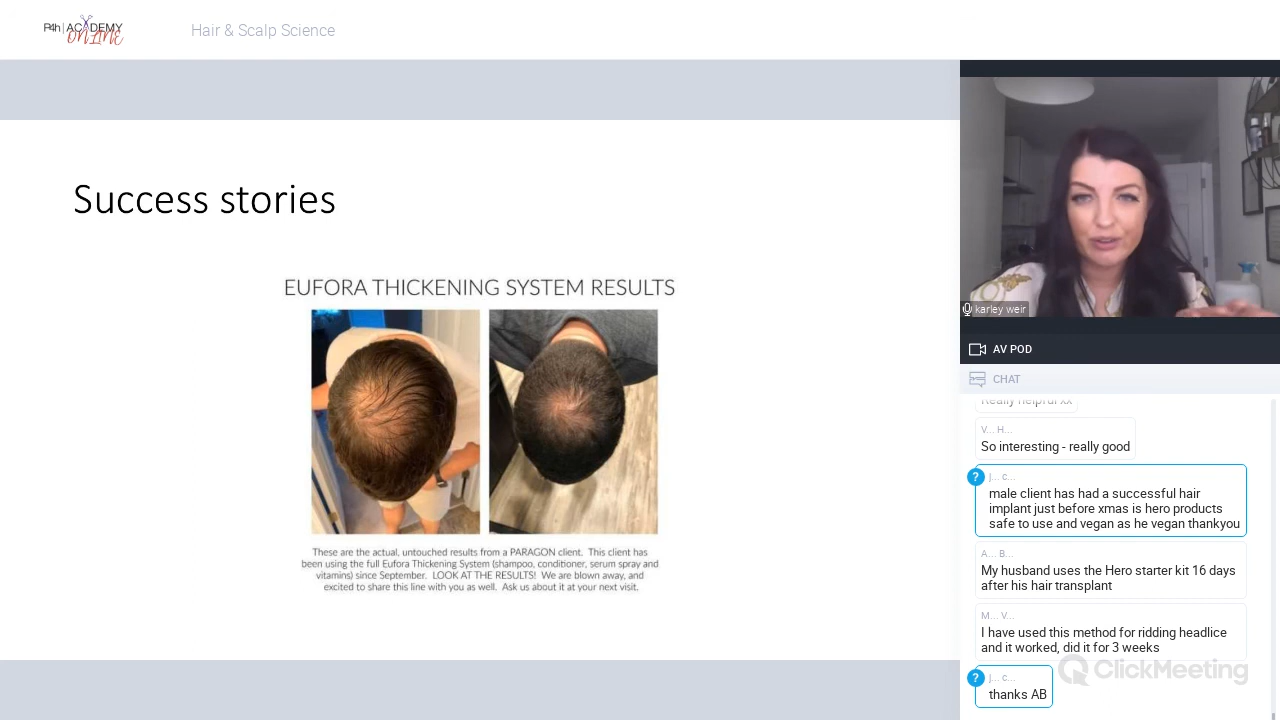 P4h | ACADEMY
ONLINE
Hair & Scalp Science
Success stories
EUFORA THICKENING SYSTEM RESULTS
These are the actual, untouched results from a PARAGON client. This client has
been using the full Eufora Thickening System (shampoo, conditioner, serum spray and
vitamins) since September. LOOK AT THE RESULTS! We are blown away, and
excited to share this line with you as well. Ask us about it at your next visit.
karley weir
AV POD
CHAT
Really helpful xx
V... H...
So interesting - really good
?
j... c...
male client has had a successful hair
implant just before xmas is hero products
safe to use and vegan as he vegan thankyou
A... B...
My husband uses the Hero starter kit 16 days
after his hair transplant
M... V...
I have used this method for ridding headlice
and it worked, did it for 3 weeks
ClickMeeting
?
j... c...
thanks AB